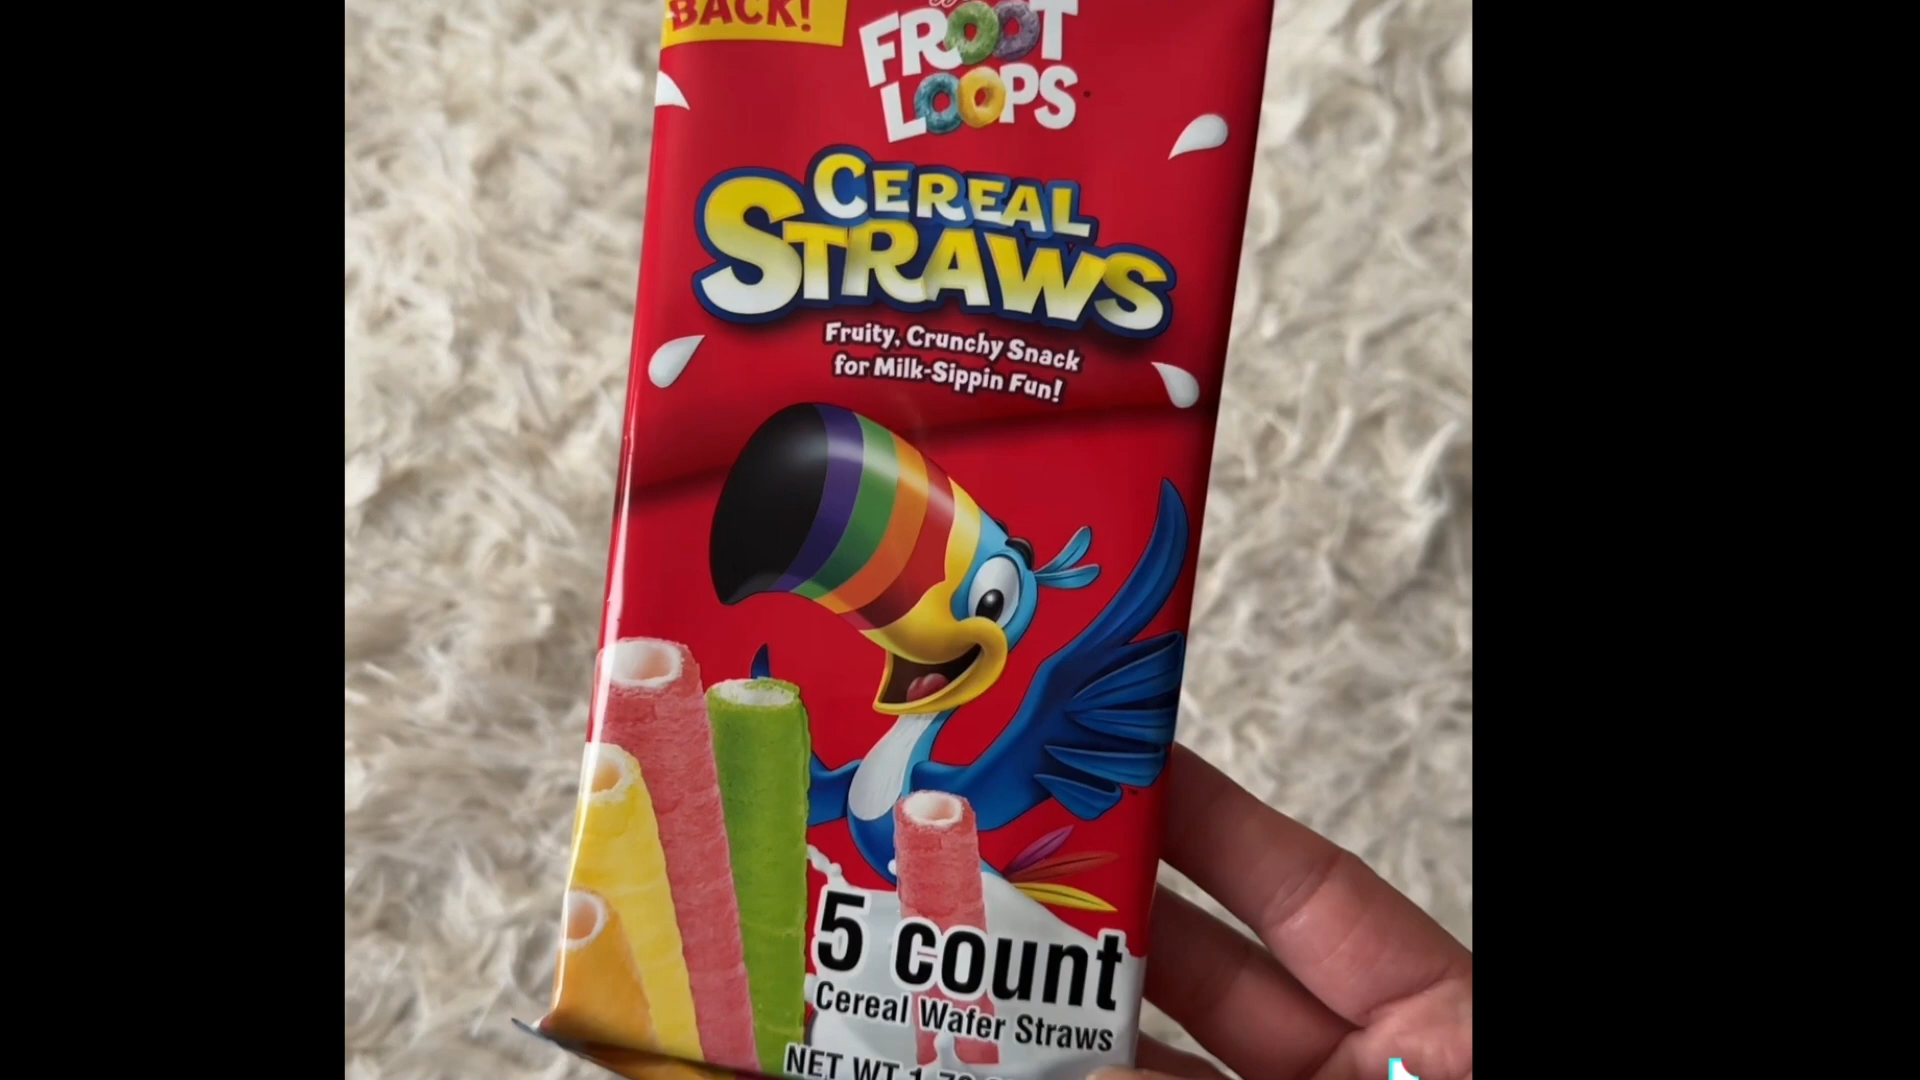 BACK!
FROOT
LOOPS
CEREAL
STRAWS
Fruity, Crunchy Snack
for Milk-Sippin Fun!
5 count
Cereal Wafer Straws
NET WT